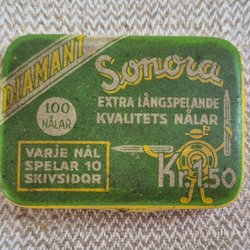 DIAMANT
Sonora
EXTRA LÅNGSPELANDE
KVALITETS NÅLAR
100
NÅLAR
VARJE NÅL
SPELAR 10
SKIVSIDOR
Kr. 1.50